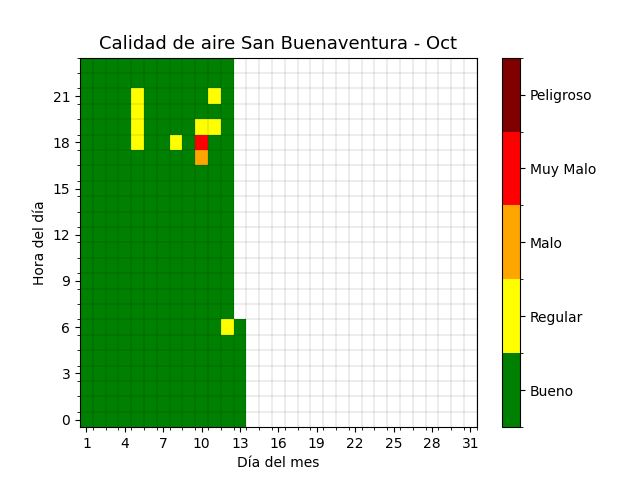 Calidad de aire San Buenaventura - Oct
Hora del día
21
18
15
12
9
6
3
0
1 4 7 10 13 16 19 22 25 28 31
Día del mes
Peligroso
Muy Malo
Malo
Regular
Bueno